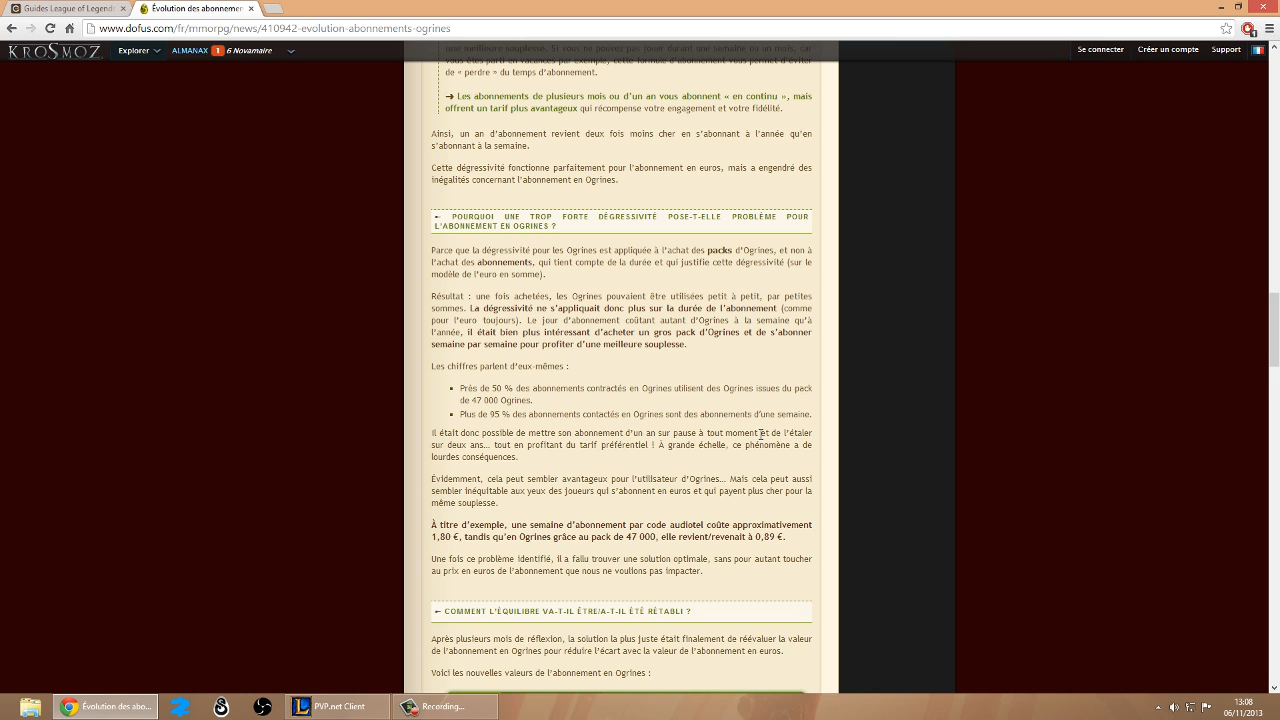 Guides League of Legends
Évolution des abonnemen
www.dofus.com/fr/mmorpg/news/410942-evolution-abonnements-ogrines
KROSMOZ
Explorer
ALMANAX 1 6 Novamaire
Se connecter
Créer un compte
Support
une meilleure souplesse. Si vous ne pouvez pas jouer durant une semaine ou un mois, car
vous êtes parti en vacances par exemple, cette formule d'abonnement vous permet d'éviter
de « perdre » du temps d'abonnement.
➔ Les abonnements de plusieurs mois ou d'un an vous abonnent « en continu », mais
offrent un tarif plus avantageux qui récompense votre engagement et votre fidélité.
Ainsi, un an d'abonnement revient deux fois moins cher en s'abonnant à l'année qu'en
s'abonnant à la semaine.
Cette dégressivité fonctionne parfaitement pour l'abonnement en euros, mais a engendré des
inégalités concernant l'abonnement en Ogrines.
POURQUOI UNE TROP FORTE DÉGRESSIVITÉ POSE-T-ELLE PROBLÈME POUR
L'ABONNEMENT EN OGRINES ?
Parce que la dégressivité pour les Ogrines est appliquée à l'achat des packs d'Ogrines, et non à
l'achat des abonnements, qui tient compte de la durée et qui justifie cette dégressivité (sur le
modèle de l'euro en somme).
Résultat : une fois achetées, les Ogrines pouvaient être utilisées petit à petit, par petites
sommes. La dégressivité ne s'appliquait donc plus sur la durée de l'abonnement (comme
pour l'euro toujours). Le jour d'abonnement coûtant autant d'Ogrines à la semaine qu'à
l'année, il était bien plus intéressant d'acheter un gros pack d'Ogrines et de s'abonner
semaine par semaine pour profiter d'une meilleure souplesse.
Les chiffres parlent d'eux-mêmes :
Près de 50 % des abonnements contractés en Ogrines utilisent des Ogrines issues du pack
de 47 000 Ogrines.
Plus de 95 % des abonnements contactés en Ogrines sont des abonnements d'une semaine.
Il était donc possible de mettre son abonnement d'un an sur pause à tout moment et de l'étaler
sur deux ans... tout en profitant du tarif préférentiel ! À grande échelle, ce phénomène a de
lourdes conséquences.
Évidemment, cela peut sembler avantageux pour l'utilisateur d'Ogrines... Mais cela peut aussi
sembler inéquitable aux yeux des joueurs qui s'abonnent en euros et qui payent plus cher pour la
même souplesse.
À titre d'exemple, une semaine d'abonnement par code audiotel coûte approximativement
1,80 €, tandis qu'en Ogrines grâce au pack de 47 000, elle revient/revenait à 0,89 €.
Une fois ce problème identifié, il a fallu trouver une solution optimale, sans pour autant toucher
au prix en euros de l'abonnement que nous ne voulions pas impacter.
COMMENT L'ÉQUILIBRE VA-T-IL ÊTRE/A-T-IL ÉTÉ RÉTABLI ?
Après plusieurs mois de réflexion, la solution la plus juste était finalement de réévaluer la valeur
de l'abonnement en Ogrines pour réduire l'écart avec la valeur de l'abonnement en euros.
Voici les nouvelles valeurs de l'abonnement en Ogrines :
Évolution des abo...
PVP.net Client
Recording...
13:08
06/11/2013